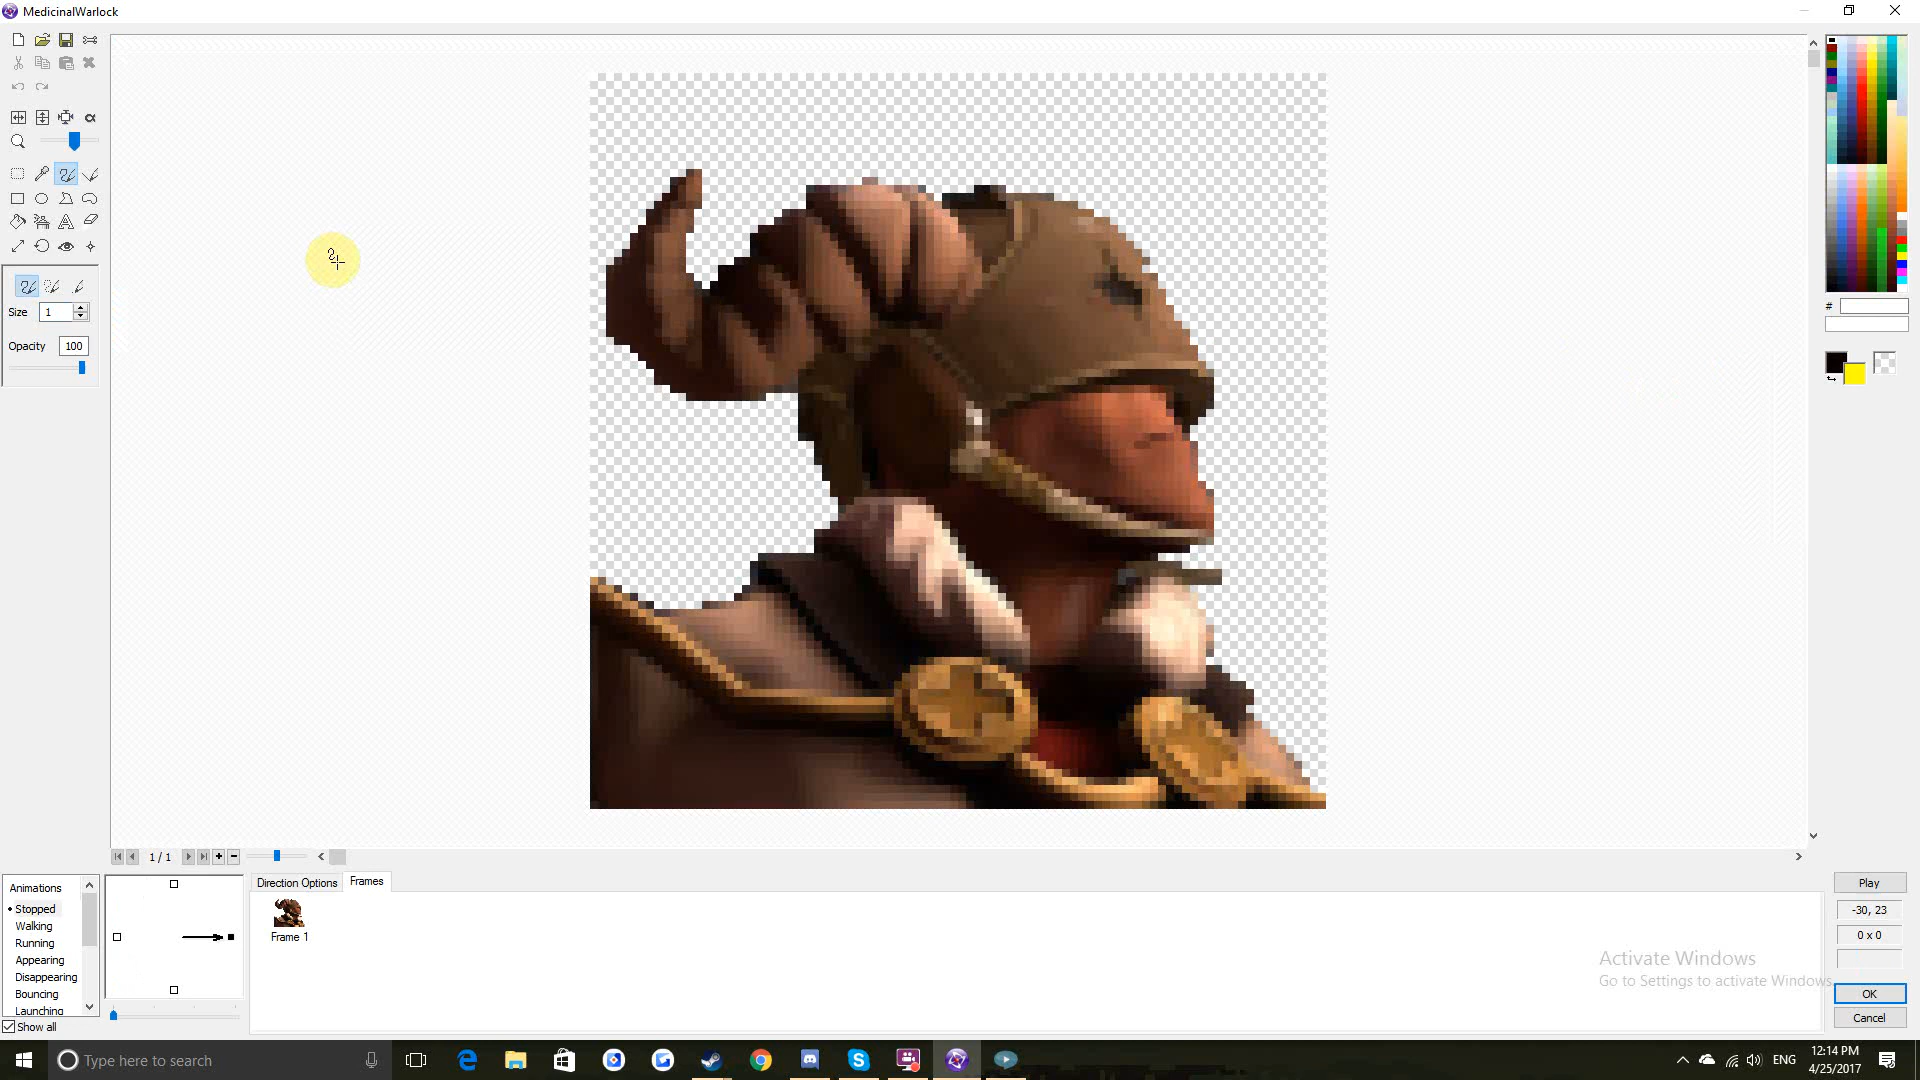 MedicinalWarlock
Size 1
Opacity 100
#
1 / 1
Animations
• Stopped
Walking
Running
Appearing
Disappearing
Bouncing
Launching
Show all
Direction Options Frames
Frame 1
Play
-30, 23
0 x 0
OK
Cancel
Activate Windows
Go to Settings to activate Windows.
Type here to search
ENG
12:14 PM
4/25/2017